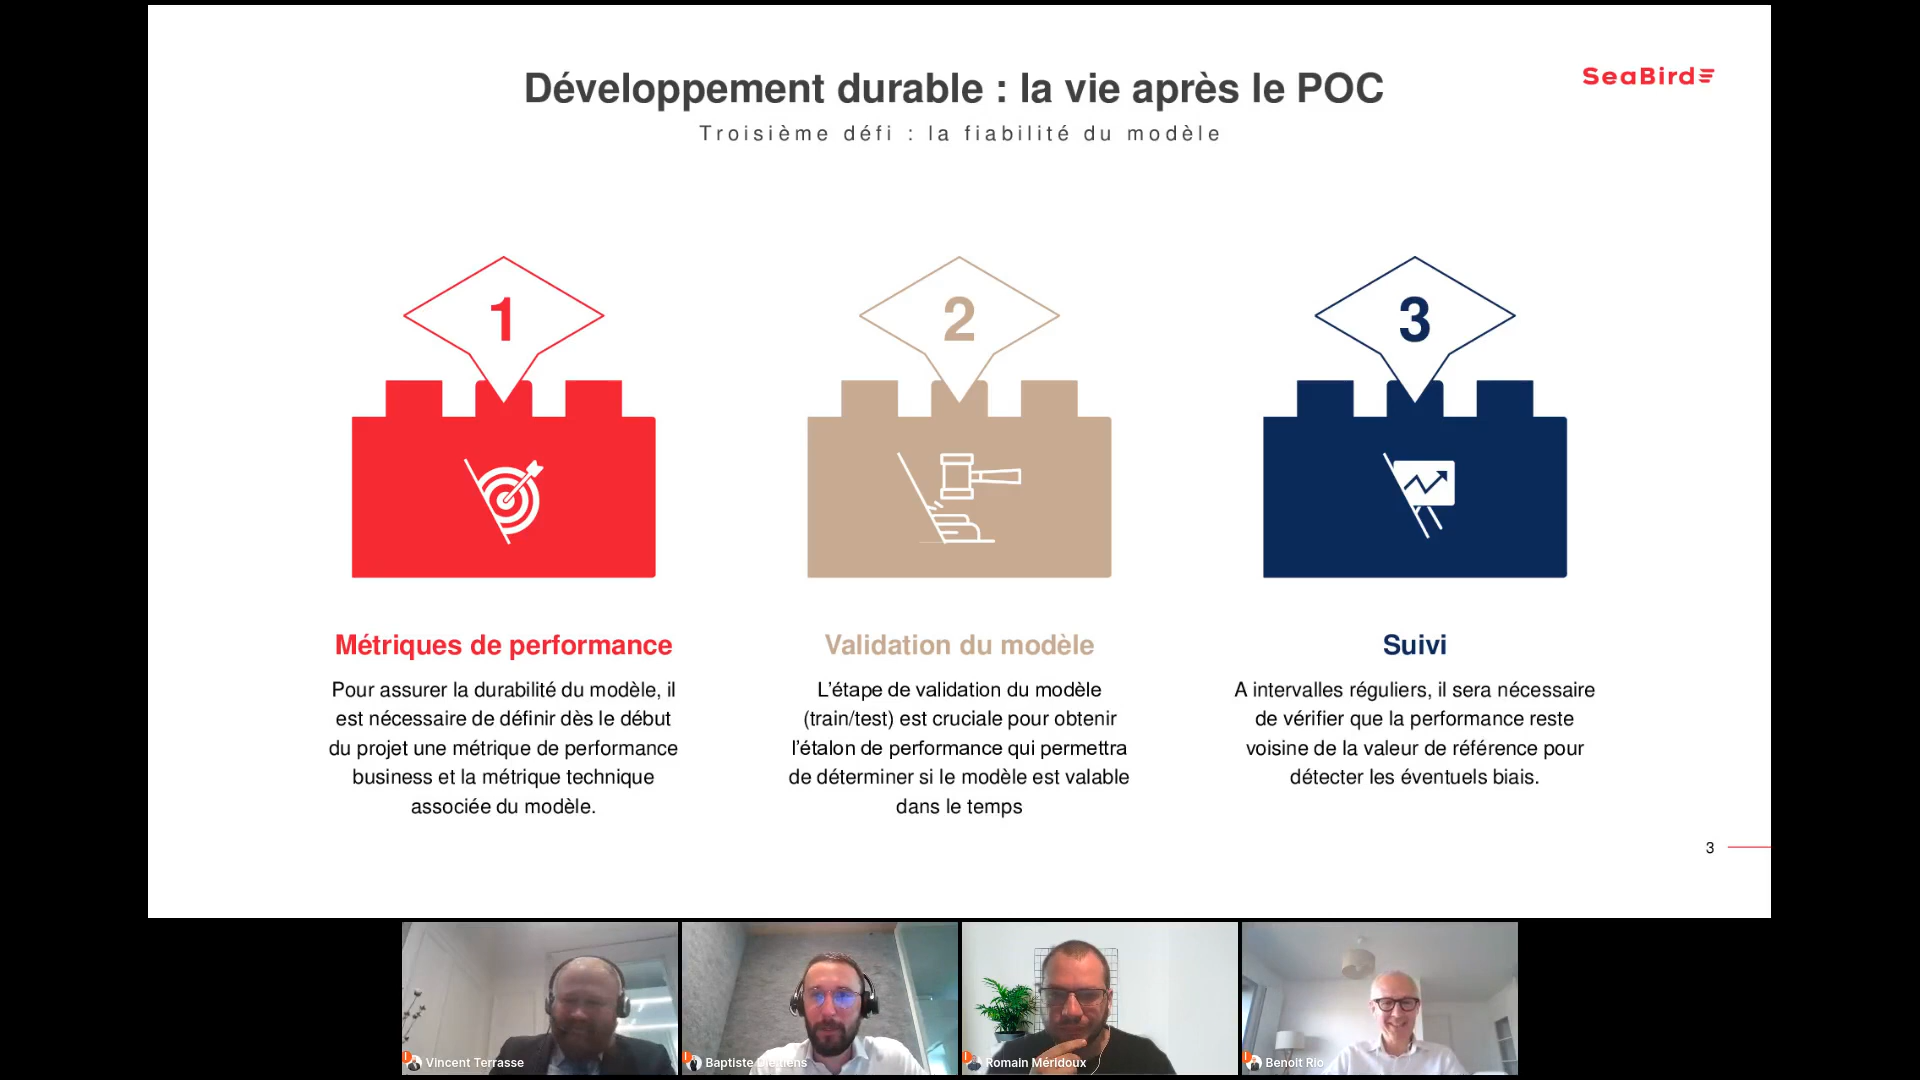 Développement durable : la vie après le POC
SeaBird
Troisième défi : la fiabilité du modèle
1
2
3
Métriques de performance
Pour assurer la durabilité du modèle, il
est nécessaire de définir dès le début
du projet une métrique de performance
business et la métrique technique
associée du modèle.
Validation du modèle
L’étape de validation du modèle
(train/test) est cruciale pour obtenir
l’étalon de performance qui permettra
de déterminer si le modèle est valable
dans le temps
Suivi
A intervalles réguliers, il sera nécessaire
de vérifier que la performance reste
voisine de la valeur de référence pour
détecter les éventuels biais.
3
Vincent Terrasse
Baptiste
Romain Méridoux
Benoit Rio